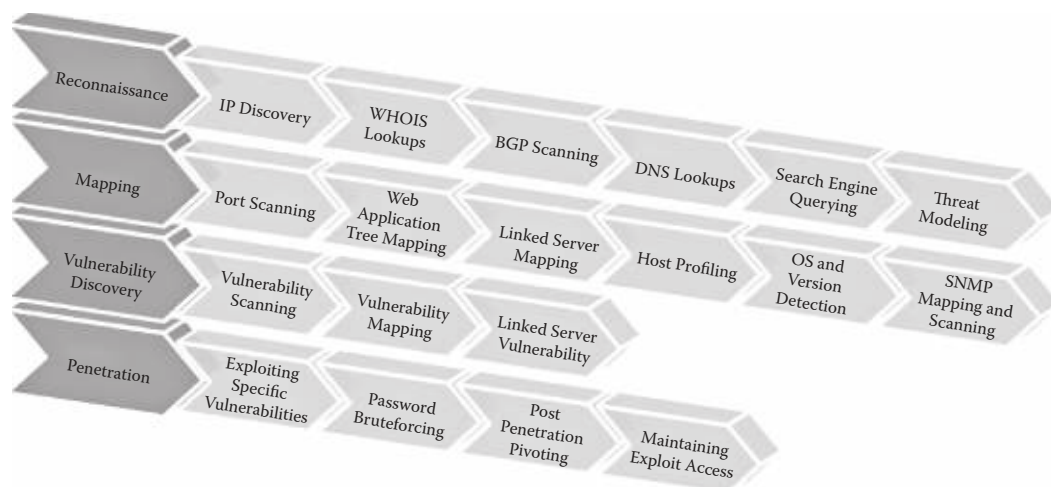 Reconnaissance
IP Discovery
WHOIS
Lookups
BGP Scanning
DNS Lookups
Search Engine
Querying
Threat
Modeling
Mapping
Port Scanning
Web
Application
Tree Mapping
Linked Server
Mapping
Host Profiling
OS and
Version
Detection
SNMP
Mapping and
Scanning
Vulnerability
Discovery
Vulnerability
Scanning
Vulnerability
Mapping
Linked Server
Vulnerability
Penetration
Exploiting
Specific
Vulnerabilities
Password
Bruteforcing
Post
Penetration
Pivoting
Maintaining
Exploit Access